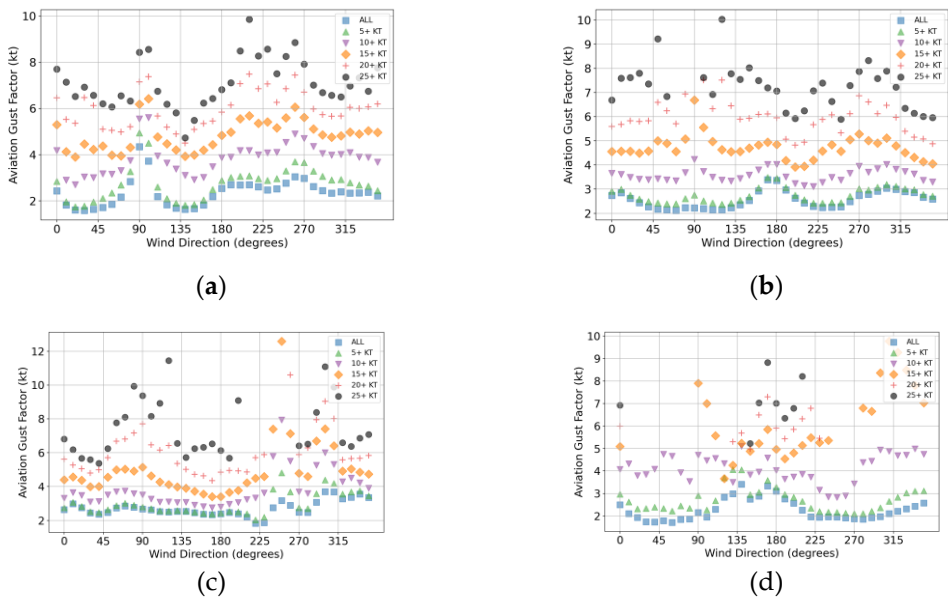 10
8
6
4
2
Aviation Gust Factor (kt)
0 45 90 135 180 225 270 315
Wind Direction (degrees)
ALL
5+ KT
10+ KT
15+ KT
20+ KT
25+ KT
(a)
10
9
8
7
6
5
4
3
2
Aviation Gust Factor (kt)
0 45 90 135 180 225 270 315
Wind Direction (degrees)
ALL
5+ KT
10+ KT
15+ KT
20+ KT
25+ KT
(b)
12
10
8
6
4
2
Aviation Gust Factor (kt)
0 45 90 135 180 225 270 315
Wind Direction (degrees)
ALL
5+ KT
10+ KT
15+ KT
20+ KT
25+ KT
(c)
10
9
8
7
6
5
4
3
2
Aviation Gust Factor (kt)
0 45 90 135 180 225 270 315
Wind Direction (degrees)
ALL
5+ KT
10+ KT
15+ KT
20+ KT
25+ KT
(d)